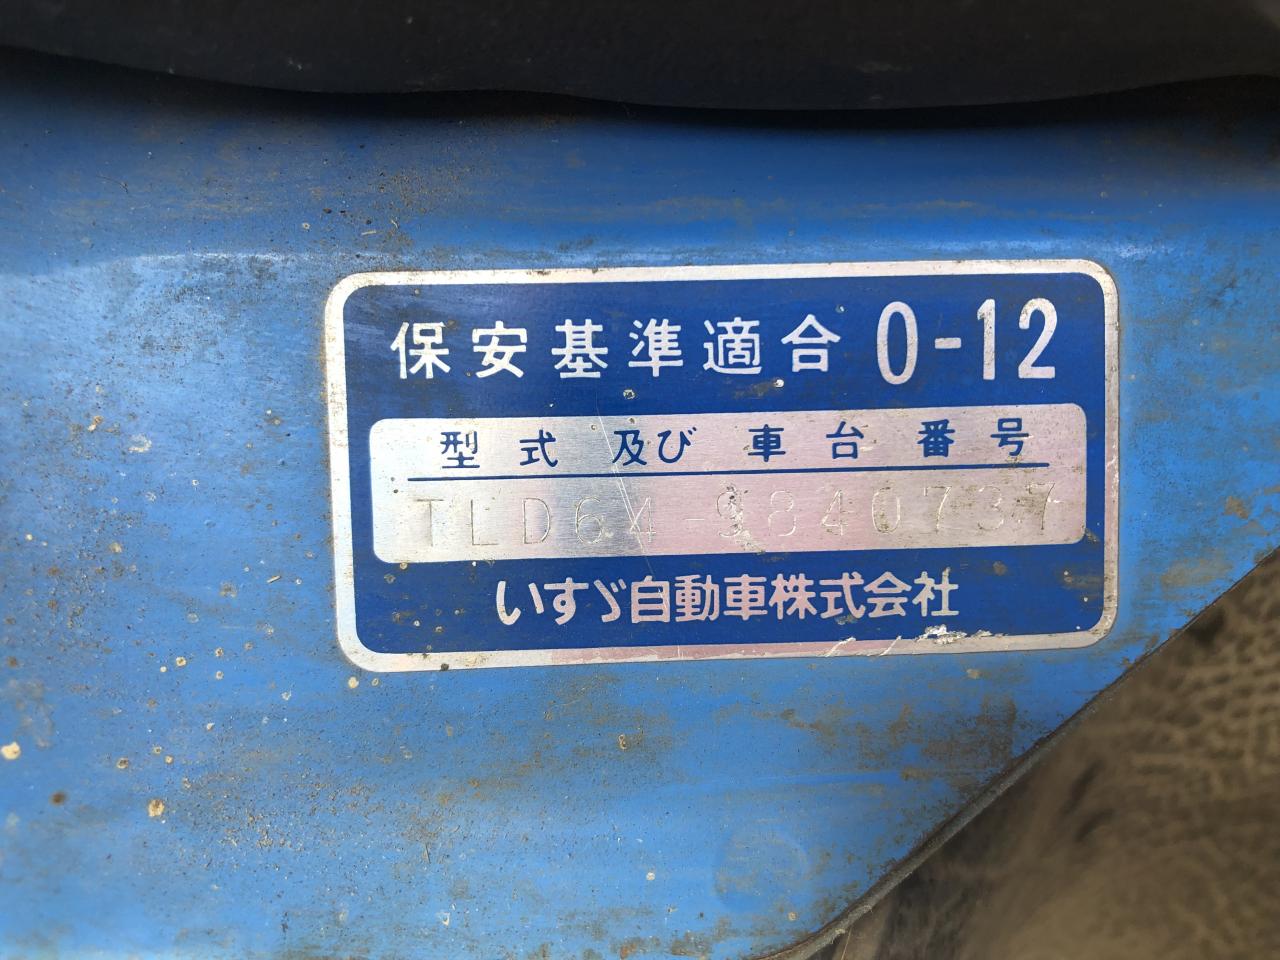 保安基準適合 0-12
型式及び車台番号
TLD64-9840737
いすゞ自動車株式会社